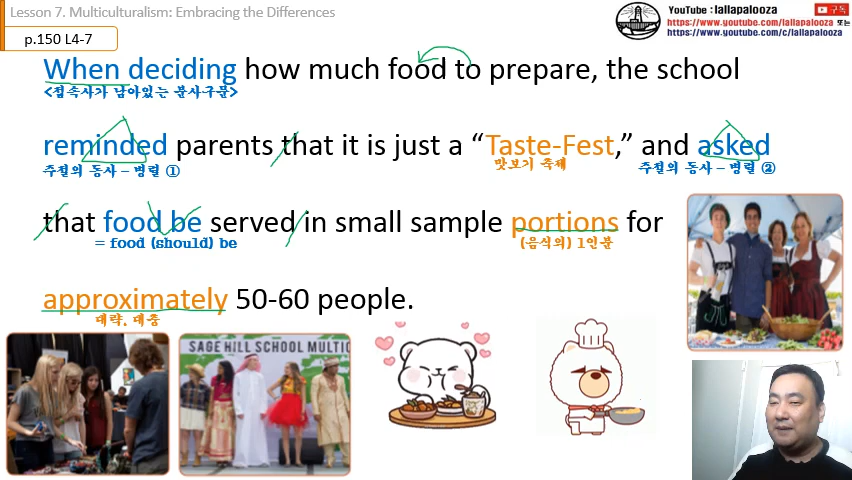 Lesson 7. Multiculturalism: Embracing the Differences
YouTube : lallapalooza
구독
https://www.youtube.com/lallapalooza 또는
https://www.youtube.com/c/lallapalooza
p.150 L4-7
When deciding how much food to prepare, the school
<접속사가 남아있는 분사구문>
reminded parents that it is just a “Taste-Fest,” and asked
주절의 동사 – 병렬 ①
맛보기 축제
주절의 동사 – 병렬 ②
that food be served in small sample portions for
= food (should) be
(음식의) 1인분
approximately 50-60 people.
대략, 대충
SAGE HILL SCHOOL MULTIC